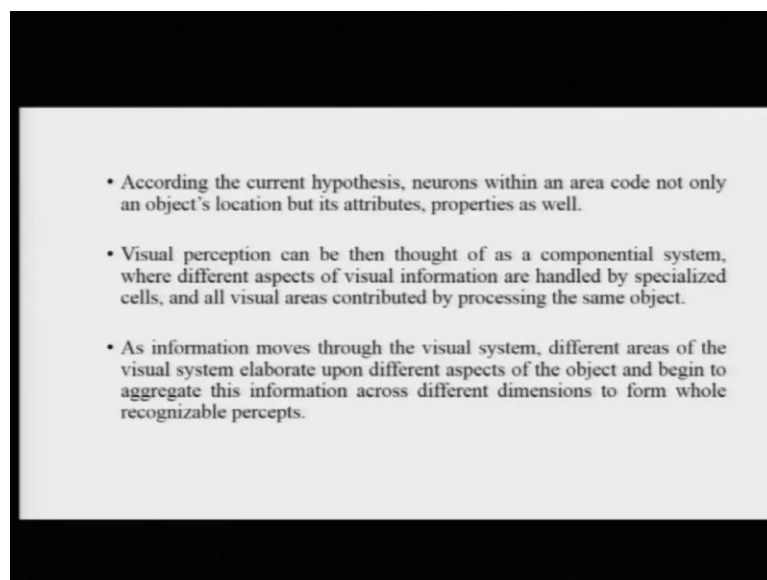 • According the current hypothesis, neurons within an area code not only
an object's location but its attributes, properties as well.
• Visual perception can be then thought of as a componential system,
where different aspects of visual information are handled by specialized
cells, and all visual areas contributed by processing the same object.
• As information moves through the visual system, different areas of the
visual system elaborate upon different aspects of the object and begin to
aggregate this information across different dimensions to form whole
recognizable percepts.